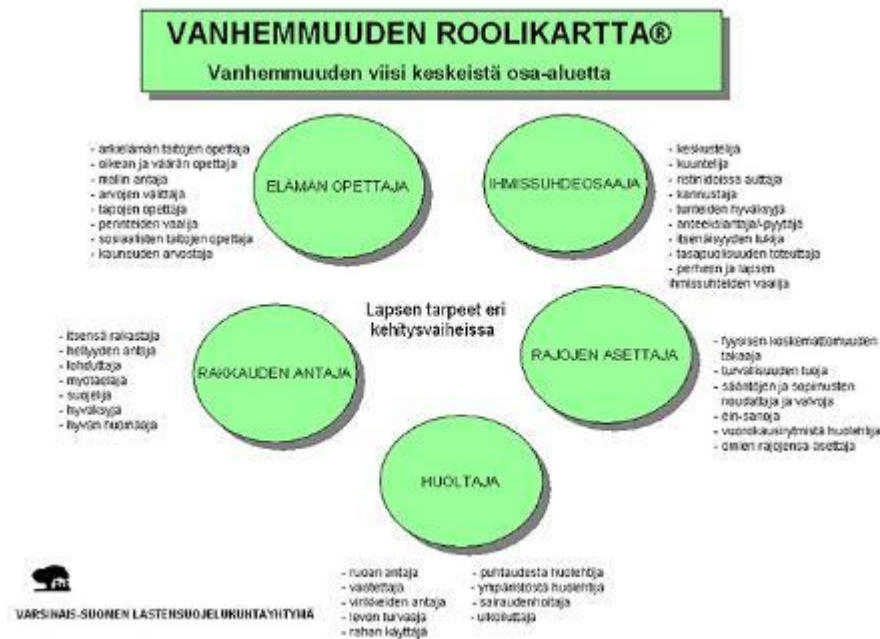 VANHEMMUUDEN ROOLIKARTTA®
Vanhemmuuden viisi keskeistä osa-aluetta
- arkielämän taitojen opettaja
- oikean ja väärän opettaja
- mallin antaja
- arvojen välittäjä
- tapojen opettaja
- perinteiden vaalija
- sosiaalisten taitojen opettaja
- kauneuden arvostaja
ELÄMÄN OPETTAJA
IHMISSUHDEOSAAJA
- keskustelija
- kuuntelija
- ristiriidoissa auttaja
- kannustaja
- tunteiden hyväksyjä
- anteeksiantaja/-pyytäjä
- itsenäisyyden tukija
- tasapuolisuuden toteuttaja
- perheen ja lapsen
ihmissuhteiden vaalija
Lapsen tarpeet eri
kehitysvaiheissa
- itsensä rakastaja
- hellyyden antaja
- lohduttaja
- myötäeläjä
- suojelija
- hyväksyjä
- hyvän huomaaja
RAKKAUDEN ANTAJA
RAJOJEN ASETTAJA
- fyysisen koskemattomuuden
takaaja
- turvallisuuden tuoja
- sääntöjen ja sopimusten
noudattaja ja valvoja
- ein-sanoja
- vuorokausirytmistä huolehtija
- omien rajojensa asettaja
HUOLTAJA
- ruoan antaja
- vaatettaja
- virikkeiden antaja
- levon turvaaja
- rahan käyttäjä
- puhtaudesta huolehtija
- ympäristöstä huolehtija
- sairaudenhoitaja
- ulkoiluttaja
VARSINAIS-SUOMEN LASTENSUOJELUKUNTAYHTYMÄ